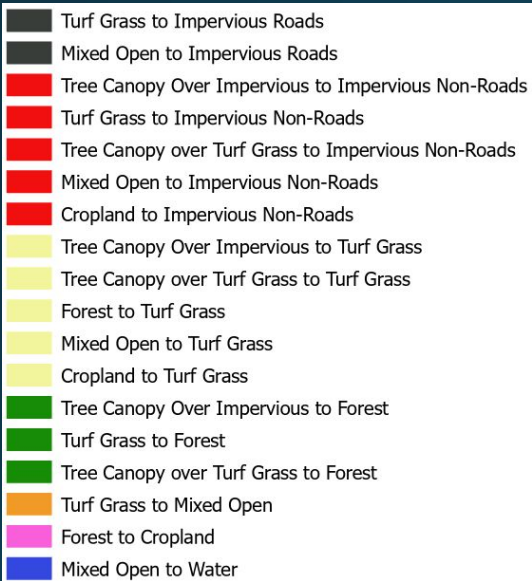 Turf Grass to Impervious Roads
Mixed Open to Impervious Roads
Tree Canopy Over Impervious to Impervious Non-Roads
Turf Grass to Impervious Non-Roads
Tree Canopy over Turf Grass to Impervious Non-Roads
Mixed Open to Impervious Non-Roads
Cropland to Impervious Non-Roads
Tree Canopy Over Impervious to Turf Grass
Tree Canopy over Turf Grass to Turf Grass
Forest to Turf Grass
Mixed Open to Turf Grass
Cropland to Turf Grass
Tree Canopy Over Impervious to Forest
Turf Grass to Forest
Tree Canopy over Turf Grass to Forest
Turf Grass to Mixed Open
Forest to Cropland
Mixed Open to Water